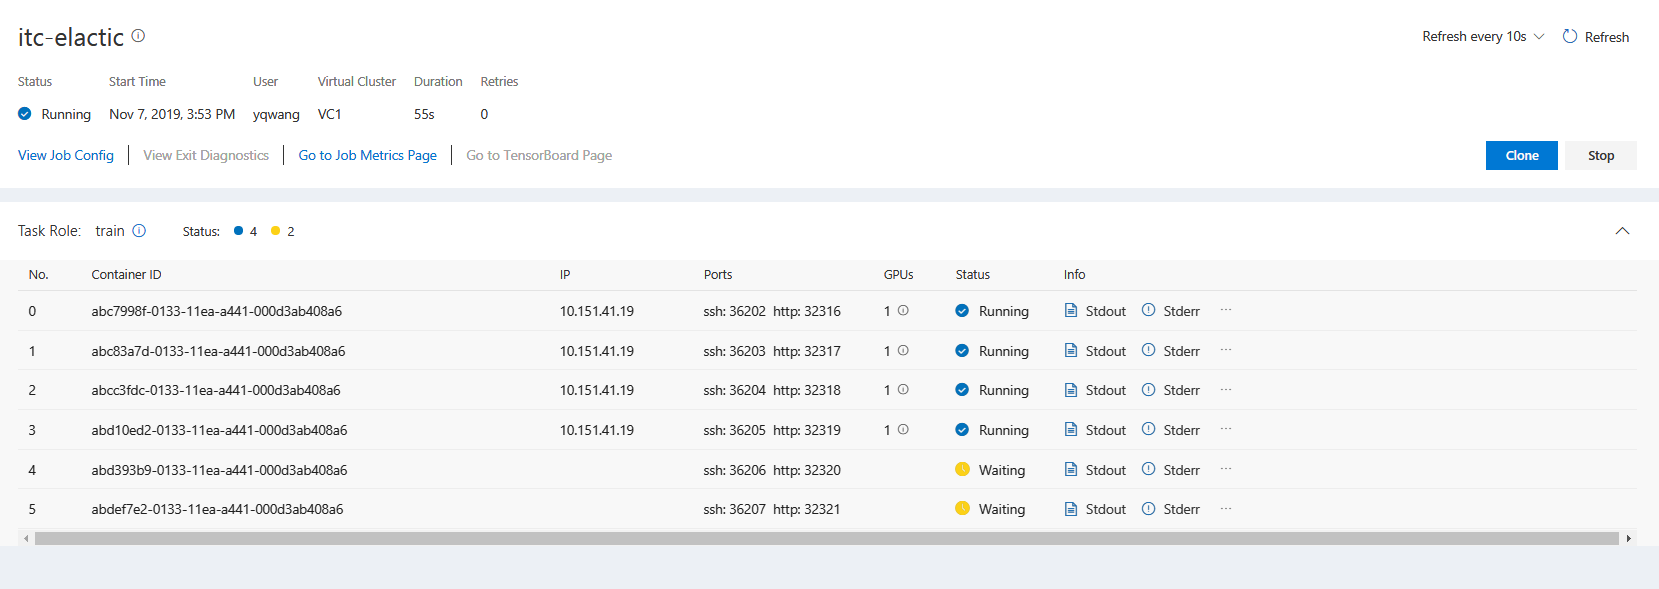 itc-elactic
Refresh every 10s Refresh
Status Start Time User Virtual Cluster Duration Retries
Running Nov 7, 2019, 3:53 PM yqwang VC1 55s 0
View Job Config View Exit Diagnostics Go to Job Metrics Page Go to TensorBoard Page Clone Stop
Task Role: train Status: 4 2
No. Container ID IP Ports GPUs Status Info
0 abc7998f-0133-11ea-a441-000d3ab408a6 10.151.41.19 ssh: 36202 http: 32316 1 Running Stdout Stderr ...
1 abc83a7d-0133-11ea-a441-000d3ab408a6 10.151.41.19 ssh: 36203 http: 32317 1 Running Stdout Stderr ...
2 abcc3fdc-0133-11ea-a441-000d3ab408a6 10.151.41.19 ssh: 36204 http: 32318 1 Running Stdout Stderr ...
3 abd10ed2-0133-11ea-a441-000d3ab408a6 10.151.41.19 ssh: 36205 http: 32319 1 Running Stdout Stderr ...
4 abd393b9-0133-11ea-a441-000d3ab408a6 ssh: 36206 http: 32320 Waiting Stdout Stderr ...
5 abdef7e2-0133-11ea-a441-000d3ab408a6 ssh: 36207 http: 32321 Waiting Stdout Stderr ...